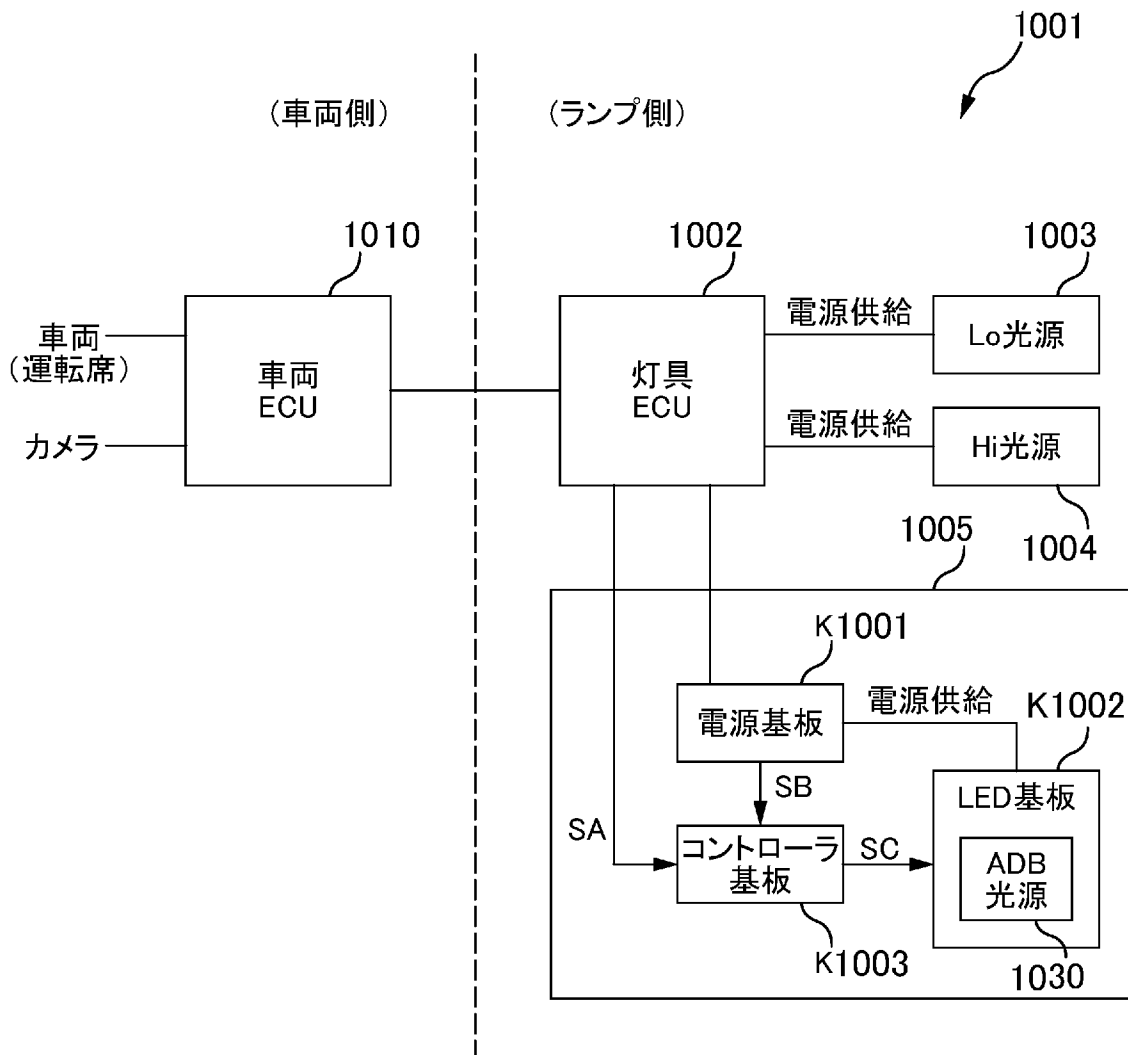 1001
(車両側)
(ランプ側)
1010
1002
1003
車両
(運転席)
カメラ
車両
ECU
灯具
ECU
電源供給
Lo光源
電源供給
Hi光源
1004
1005
K1001
電源基板
電源供給
K1002
SB
LED基板
SA
コントローラ
基板
SC
ADB
光源
K1003
1030